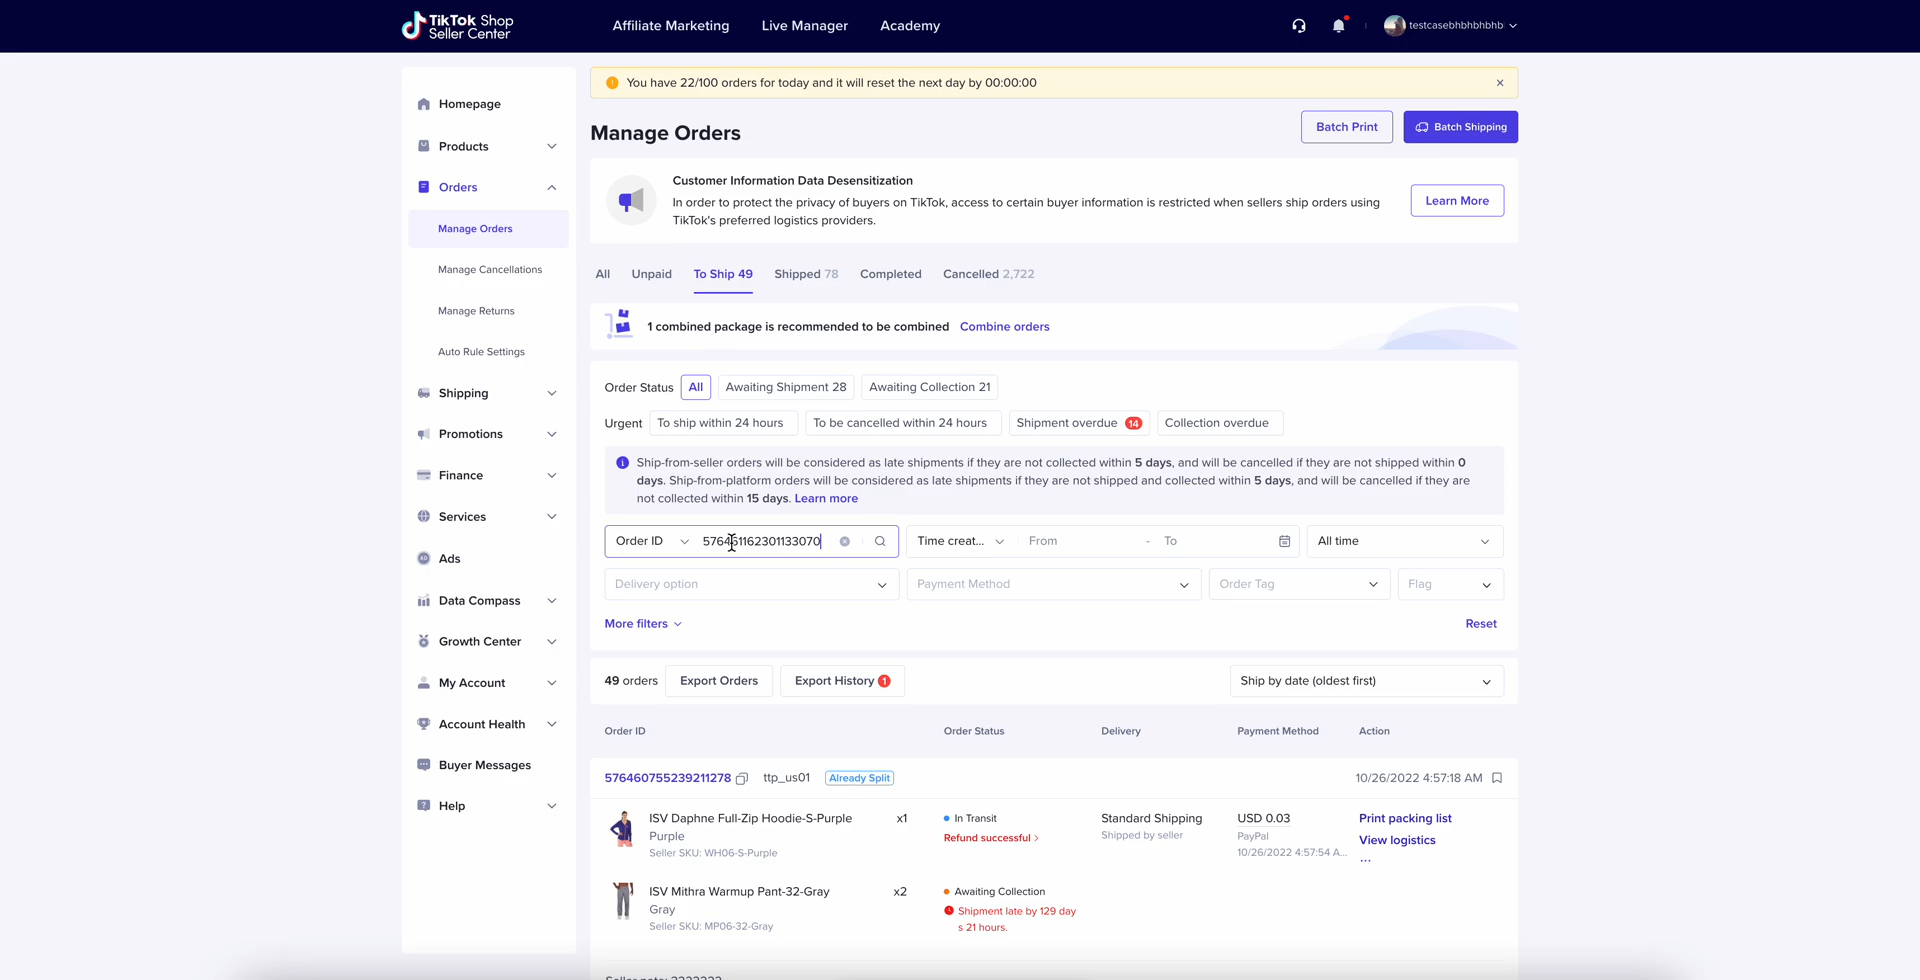 TikTok Shop
Seller Center
Affiliate Marketing
Live Manager
Academy
testcasebhbhbhbhb
Homepage
Products
Orders
Manage Orders
Manage Cancellations
Manage Returns
Auto Rule Settings
Shipping
Promotions
Finance
Services
Ads
Data Compass
Growth Center
My Account
Account Health
Buyer Messages
Help
You have 22/100 orders for today and it will reset the next day by 00:00:00
Manage Orders
Batch Print
Batch Shipping
Customer Information Data Desensitization
In order to protect the privacy of buyers on TikTok, access to certain buyer information is restricted when sellers ship orders using
TikTok's preferred logistics providers.
Learn More
All
Unpaid
To Ship 49
Shipped 78
Completed
Cancelled 2,722
1 combined package is recommended to be combined
Combine orders
Order Status
All
Awaiting Shipment 28
Awaiting Collection 21
Urgent
To ship within 24 hours
To be cancelled within 24 hours
Shipment overdue 14
Collection overdue
Ship-from-seller orders will be considered as late shipments if they are not collected within 5 days, and will be cancelled if they are not shipped within 0
days. Ship-from-platform orders will be considered as late shipments if they are not shipped and collected within 5 days, and will be cancelled if they are
not collected within 15 days. Learn more
Order ID
576461162301133070
Time creat...
From
-
To
All time
Delivery option
Payment Method
Order Tag
Flag
More filters
Reset
49 orders
Export Orders
Export History 1
Ship by date (oldest first)
Order ID
Order Status
Delivery
Payment Method
Action
576460755239211278
ttp_us01
Already Split
10/26/2022 4:57:18 AM
ISV Daphne Full-Zip Hoodie-S-Purple
Purple
Seller SKU: WH06-S-Purple
x1
In Transit
Refund successful >
Standard Shipping
Shipped by seller
USD 0.03
PayPal
10/26/2022 4:57:54 A...
Print packing list
View logistics
...
ISV Mithra Warmup Pant-32-Gray
Gray
Seller SKU: MP06-32-Gray
x2
Awaiting Collection
Shipment late by 129 day
s 21 hours.